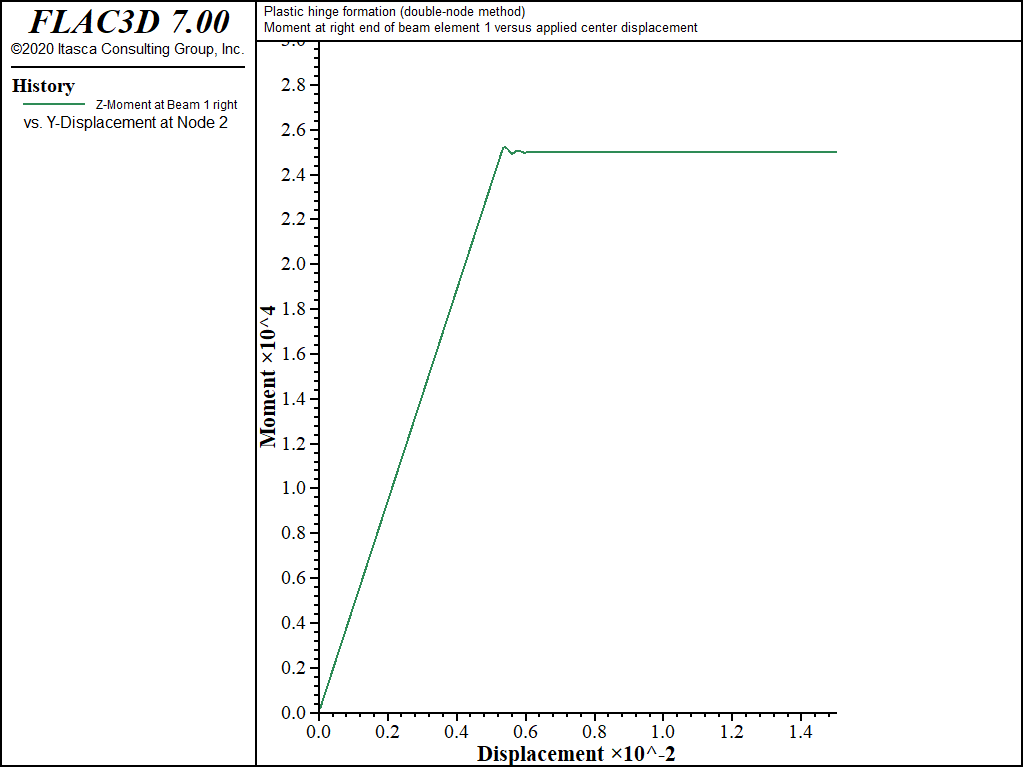 FLAC3D 7.00
©2020 Itasca Consulting Group, Inc.
History
Z-Moment at Beam 1 right
vs. Y-Displacement at Node 2
Plastic hinge formation (double-node method)
Moment at right end of beam element 1 versus applied center displacement
3.0
2.8
2.6
2.4
2.2
2.0
1.8
1.6
1.4
1.2
1.0
0.8
0.6
0.4
0.2
0.0
Moment ×10^4
0.0 0.2 0.4 0.6 0.8 1.0 1.2 1.4
Displacement ×10^-2